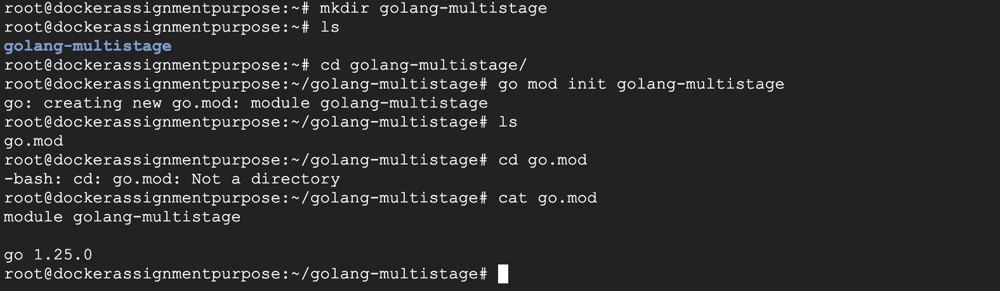 root@dockerassignmentpurpose:~# mkdir golang-multistage
root@dockerassignmentpurpose:~# ls
golang-multistage
root@dockerassignmentpurpose:~# cd golang-multistage/
root@dockerassignmentpurpose:~/golang-multistage# go mod init golang-multistage
go: creating new go.mod: module golang-multistage
root@dockerassignmentpurpose:~/golang-multistage# ls
go.mod
root@dockerassignmentpurpose:~/golang-multistage# cd go.mod
-bash: cd: go.mod: Not a directory
root@dockerassignmentpurpose:~/golang-multistage# cat go.mod
module golang-multistage

go 1.25.0
root@dockerassignmentpurpose:~/golang-multistage#